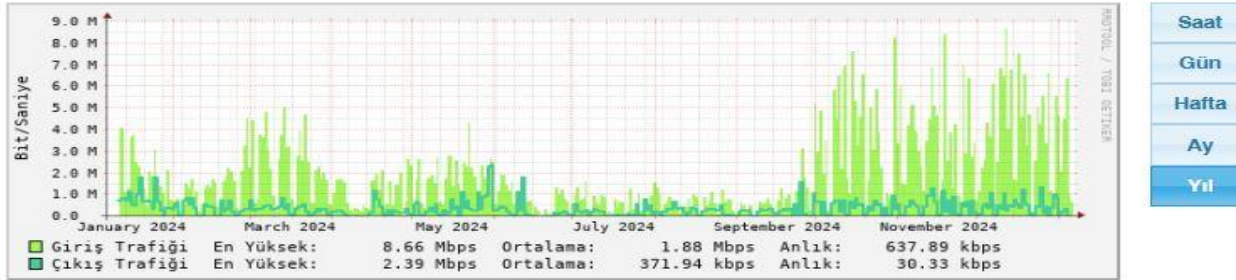 9.0 M
8.0 M
7.0 M
6.0 M
5.0 M
4.0 M
3.0 M
2.0 M
1.0 M
0.0
Bit/Saniye
January 2024 March 2024 May 2024 July 2024 September 2024 November 2024
Giriş Trafiği En Yüksek: 8.66 Mbps Ortalama: 1.88 Mbps Anlık: 637.89 kbps
Çıkış Trafiği En Yüksek: 2.39 Mbps Ortalama: 371.94 kbps Anlık: 30.33 kbps
RRDTOOL / TOBI OETIKER
Saat
Gün
Hafta
Ay
Yıl